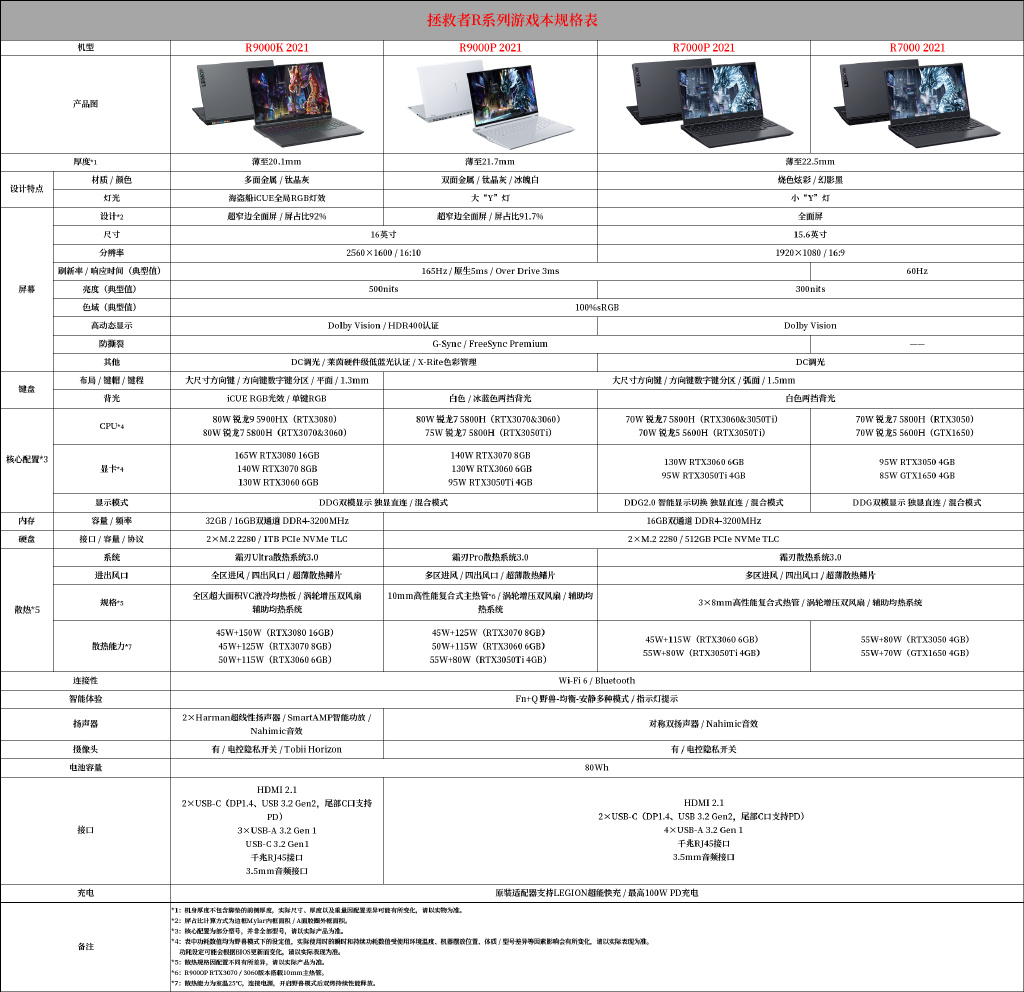 拯救者R系列游戏本规格表
机型
R9000K 2021
R9000P 2021
R7000P 2021
R7000 2021
产品图
厚度*1
薄至20.1mm
薄至21.7mm
薄至22.5mm
设计特点
材质 / 颜色
多面金属 / 钛晶灰
双面金属 / 钛晶灰 / 冰魄白
烧色炫彩 / 幻影黑
灯光
海盗船iCUE全局RGB灯效
大“Y”灯
小“Y”灯
屏幕
设计*2
超窄边全面屏 / 屏占比92%
超窄边全面屏 / 屏占比91.7%
全面屏
尺寸
16英寸
15.6英寸
分辨率
2560×1600 / 16:10
1920×1080 / 16:9
刷新率 / 响应时间（典型值）
165Hz / 原生5ms / Over Drive 3ms
60Hz
亮度（典型值）
500nits
300nits
色域（典型值）
100%sRGB
高动态显示
Dolby Vision / HDR400认证
Dolby Vision
防撕裂
G-Sync / FreeSync Premium
——
其他
DC调光 / 莱茵硬件级低蓝光认证 / X-Rite色彩管理
DC调光
键盘
布局 / 键帽 / 键程
大尺寸方向键 / 方向键数字键分区 / 平面 / 1.3mm
大尺寸方向键 / 方向键数字键分区 / 弧面 / 1.5mm
背光
iCUE RGB光效 / 单键RGB
白色 / 冰蓝色两挡背光
白色两挡背光
核心配置*3
CPU*4
80W 锐龙9 5900HX（RTX3080）
80W 锐龙7 5800H（RTX3070&3060）
80W 锐龙7 5800H（RTX3070&3060）
75W 锐龙7 5800H（RTX3050Ti）
70W 锐龙7 5800H（RTX3060&3050Ti）
70W 锐龙5 5600H（RTX3050Ti）
70W 锐龙7 5800H（RTX3050）
70W 锐龙5 5600H（GTX1650）
显卡*4
165W RTX3080 16GB
140W RTX3070 8GB
130W RTX3060 6GB
140W RTX3070 8GB
130W RTX3060 6GB
95W RTX3050Ti 4GB
130W RTX3060 6GB
95W RTX3050Ti 4GB
95W RTX3050 4GB
85W GTX1650 4GB
显示模式
DDG双模显示 独显直连 / 混合模式
DDG2.0 智能显示切换 独显直连 / 混合模式
DDG双模显示 独显直连 / 混合模式
内存
容量 / 频率
32GB / 16GB双通道 DDR4-3200MHz
16GB双通道 DDR4-3200MHz
硬盘
接口 / 容量 / 协议
2×M.2 2280 / 1TB PCIe NVMe TLC
2×M.2 2280 / 512GB PCIe NVMe TLC
散热*5
系统
霜刃Ultra散热系统3.0
霜刃Pro散热系统3.0
霜刃散热系统3.0
进出风口
全区进风 / 四出风口 / 超薄散热鳍片
多区进风 / 四出风口 / 超薄散热鳍片
多区进风 / 四出风口 / 超薄散热鳍片
规格*5
全区超大面积VC液冷均热板 / 涡轮增压双风扇
辅助均热系统
10mm高性能复合式主热管*6 / 涡轮增压双风扇 / 辅助均
热系统
3×8mm高性能复合式热管 / 涡轮增压双风扇 / 辅助均热系统
散热能力*7
45W+150W（RTX3080 16GB）
45W+125W（RTX3070 8GB）
50W+115W（RTX3060 6GB）
45W+125W（RTX3070 8GB）
50W+115W（RTX3060 6GB）
55W+80W（RTX3050Ti 4GB）
45W+115W（RTX3060 6GB）
55W+80W（RTX3050Ti 4GB）
55W+80W（RTX3050 4GB）
55W+70W（GTX1650 4GB）
连接性
Wi-Fi 6 / Bluetooth
智能体验
Fn+Q 野兽-均衡-安静多种模式 / 指示灯提示
扬声器
2×Harman超线性扬声器 / SmartAMP智能功放 /
Nahimic音效
对称双扬声器 / Nahimic音效
摄像头
有 / 电控隐私开关 / Tobii Horizon
有 / 电控隐私开关
电池容量
80Wh
接口
HDMI 2.1
2×USB-C（DP1.4、USB 3.2 Gen2，尾部C口支持
PD）
3×USB-A 3.2 Gen 1
USB-C 3.2 Gen1
千兆RJ45接口
3.5mm音频接口
HDMI 2.1
2×USB-C（DP1.4、USB 3.2 Gen2，尾部C口支持PD）
4×USB-A 3.2 Gen 1
千兆RJ45接口
3.5mm音频接口
充电
原装适配器支持LEGION超能快充 / 最高100W PD充电
备注
*1：机身厚度不包含脚垫的前侧厚度，实际尺寸、厚度以及重量因配置差异可能有所变化，请以实物为准。
*2：屏占比计算方式为边框Mylar内框面积 / A面胶圈外框面积。
*3：核心配置为部分型号，并非全部型号，请以实际产品为准。
*4：表中功耗数值均为野兽模式下的设定值，实际使用时的瞬时和持续功耗数值受使用环境温度、机器摆放位置、体质 / 型号差异等因素影响会有所变化，请以实际表现为准。
功耗设定可能会根据BIOS更新而变化，请以实际表现为准。
*5：散热规格因配置不同有所差异，请以实际产品为准。
*6：R9000P RTX3070 / 3060版本搭载10mm主热管。
*7：散热能力为室温25℃，连接电源，开启野兽模式后双烤持续性能释放。